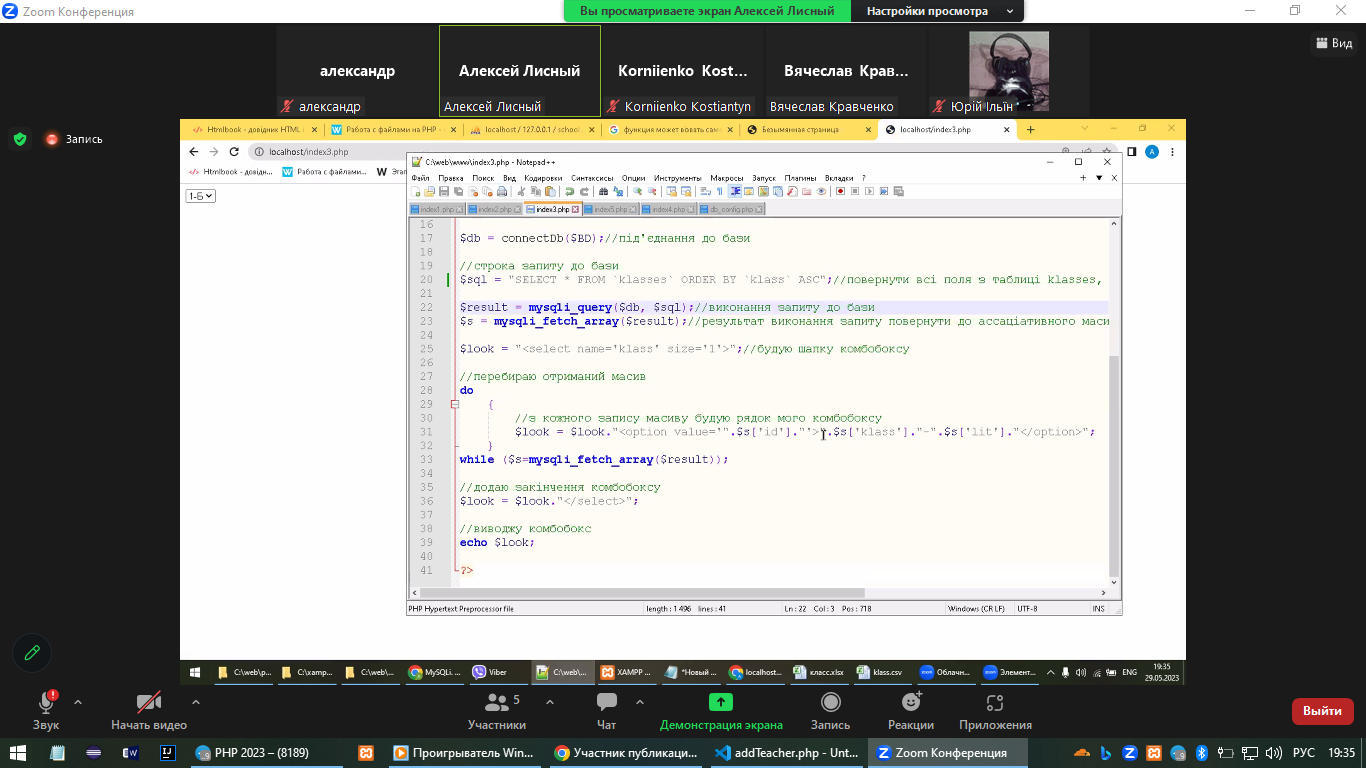 Zoom Конференция
Вы просматриваете экран Алексей Лисный
Настройки просмотра
Вид
александр
Алексей Лисный
Korniienko Kost...
Вячеслав Крав...
александр
Алексей Лисный
Korniienko Kostiantyn
Вячеслав Кравченко
Юрій Ільїн
Запись
Htmlbook - довідник HTML і
Работа с файлами на PHP -
localhost / 127.0.0.1 / school
функция может вовать сам
Безымянная страница
localhost/index3.php
localhost/index3.php
Htmlbook - довідн...
Работа с файлами...
1-Б
C:\web\www\index3.php - Notepad++
Файл Правка Поиск Вид Кодировки Синтаксисы Опции Инструменты Макросы Запуск Плагины Вкладки ?
index1.php index2.php index3.php index5.php index4.php db_config.php
16
17 $db = connectDb($BD);//під'єднання до бази
18
19 //строка запиту до бази
20 $sql = "SELECT * FROM `klasses` ORDER BY `klass` ASC";//повернути всі поля з таблиці klasses,
21
22 $result = mysqli_query($db, $sql);//виконання запиту до бази
23 $s = mysqli_fetch_array($result);//результат виконання запиту повернути до ассаціативного маси
24
25 $look = "<select name='klass' size='1'>";//будую шапку комбобоксу
26
27 //перебираю отриманий масив
28 do
29 {
30 //з кожного запису масиву будую рядок мого комбобоксу
31 $look = $look."<option value='".$s['id']."'>".$s['klass']."-".$s['lit']."</option>";
32 }
33 while ($s=mysqli_fetch_array($result));
34
35 //додаю закінчення комбобоксу
36 $look = $look."</select>";
37
38 //виводжу комбобокс
39 echo $look;
40
41 ?>
PHP Hypertext Preprocessor file
length : 1 496 lines : 41
Ln : 22 Col : 3 Pos : 718
Windows (CR LF)
UTF-8
INS
C:\web\p...
C:\xamp...
C:\web\...
MySQLi. ...
Viber
C:\web\...
XAMPP ...
*Новый ...
localhost...
класс.xlsx
klass.csv
Облачн...
Элемент...
ENG
19:35
29.05.2023
Звук
Начать видео
5
Участники
Чат
Демонстрация экрана
Запись
Реакции
Приложения
Выйти
PHP 2023 – (8189)
Проигрыватель Win...
Участник публикаци...
addTeacher.php - Unt...
Zoom Конференция
РУС
19:35